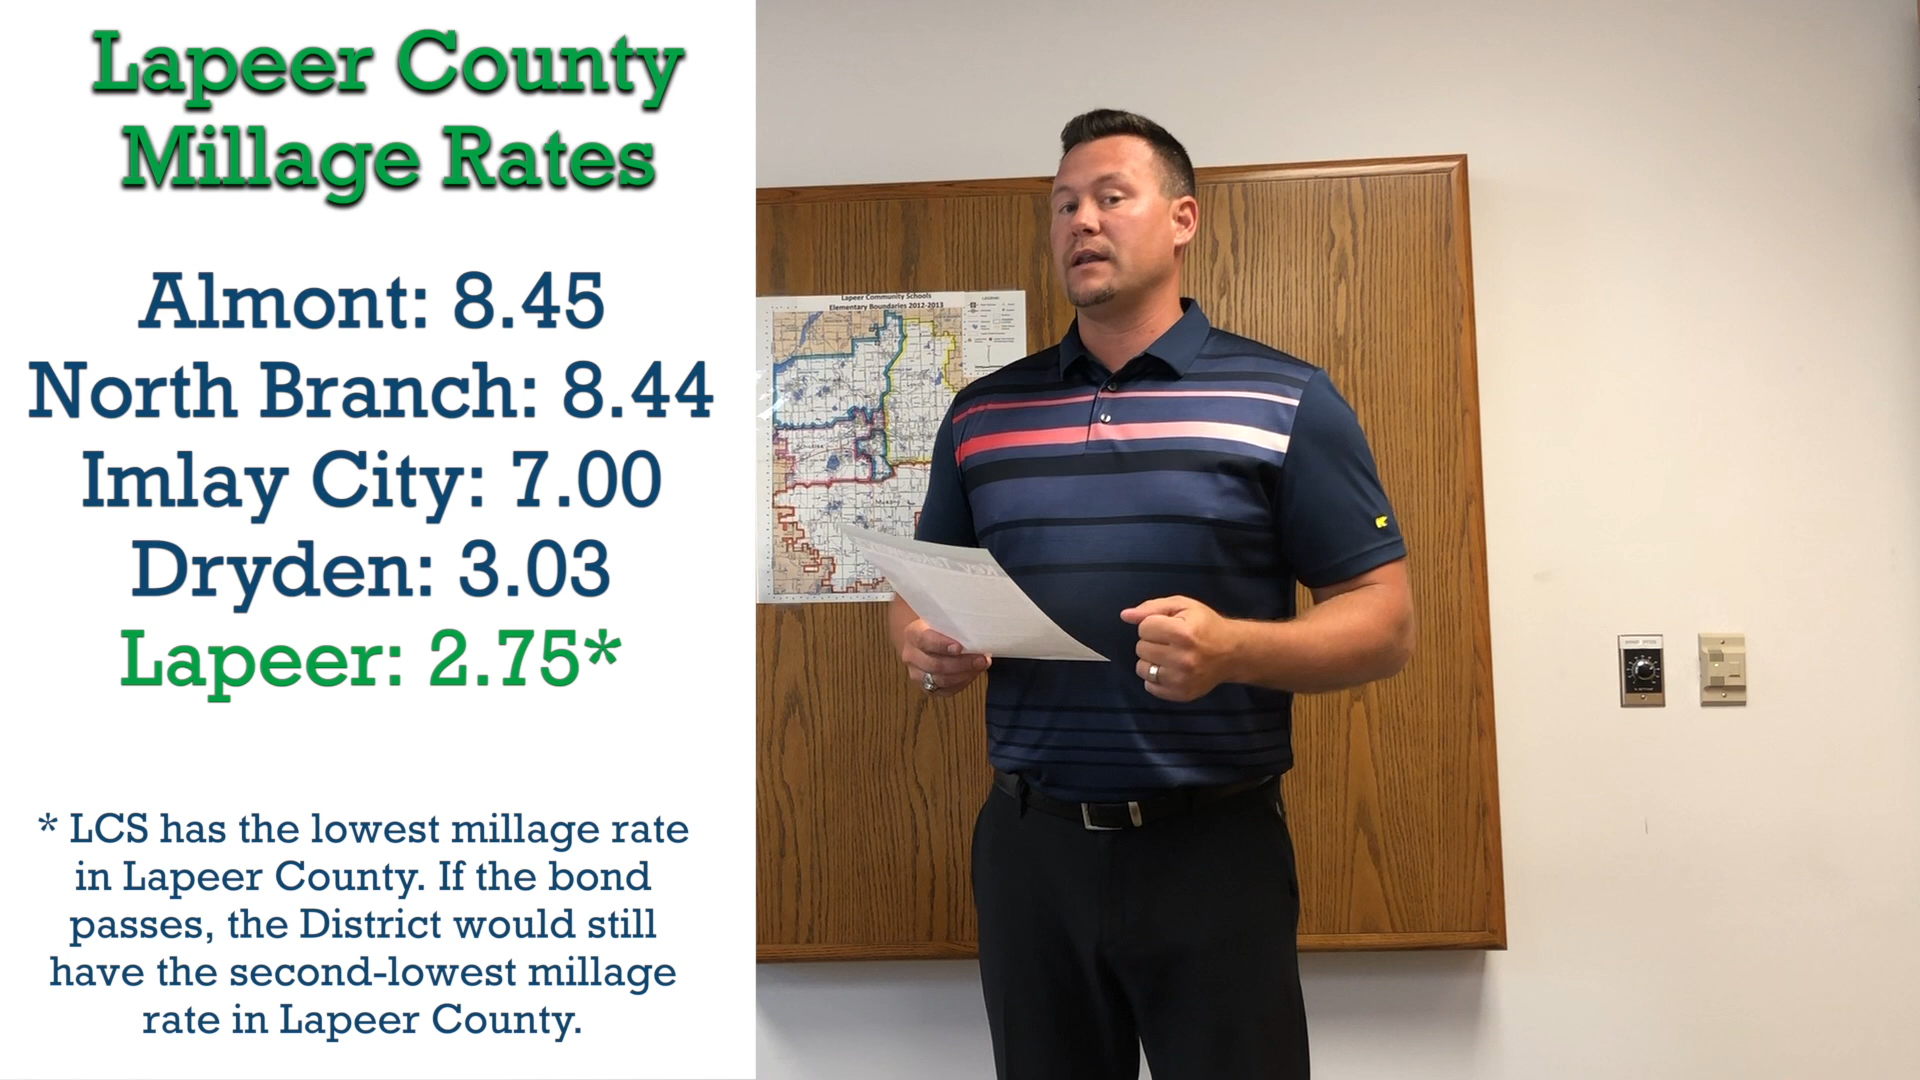 Lapeer County
Millage Rates
Almont: 8.45
North Branch: 8.44
Imlay City: 7.00
Dryden: 3.03
Lapeer: 2.75*
* LCS has the lowest millage rate
in Lapeer County. If the bond
passes, the District would still
have the second-lowest millage
rate in Lapeer County.
Lapeer Community Schools
Elementary Boundaries 2012-2013
LEGEND